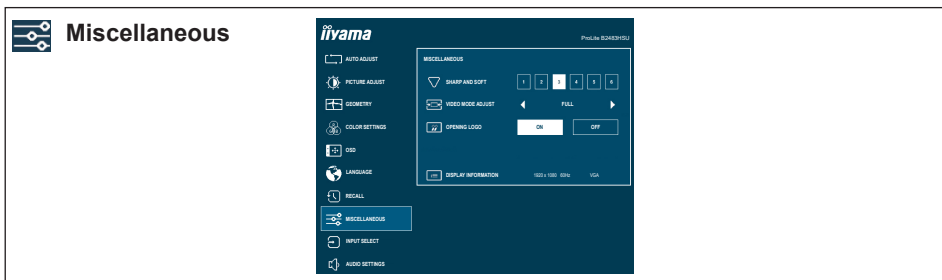 Miscellaneous
iiyama
ProLite B2483HSU
AUTO ADJUST
PICTURE ADJUST
GEOMETRY
COLOR SETTINGS
OSD
LANGUAGE
RECALL
MISCELLANEOUS
INPUT SELECT
AUDIO SETTINGS
MISCELLANEOUS
SHARP AND SOFT 1 2 3 4 5 6
VIDEO MODE ADJUST FULL
OPENING LOGO ON OFF
DISPLAY INFORMATION 1920 x 1080 60Hz VGA